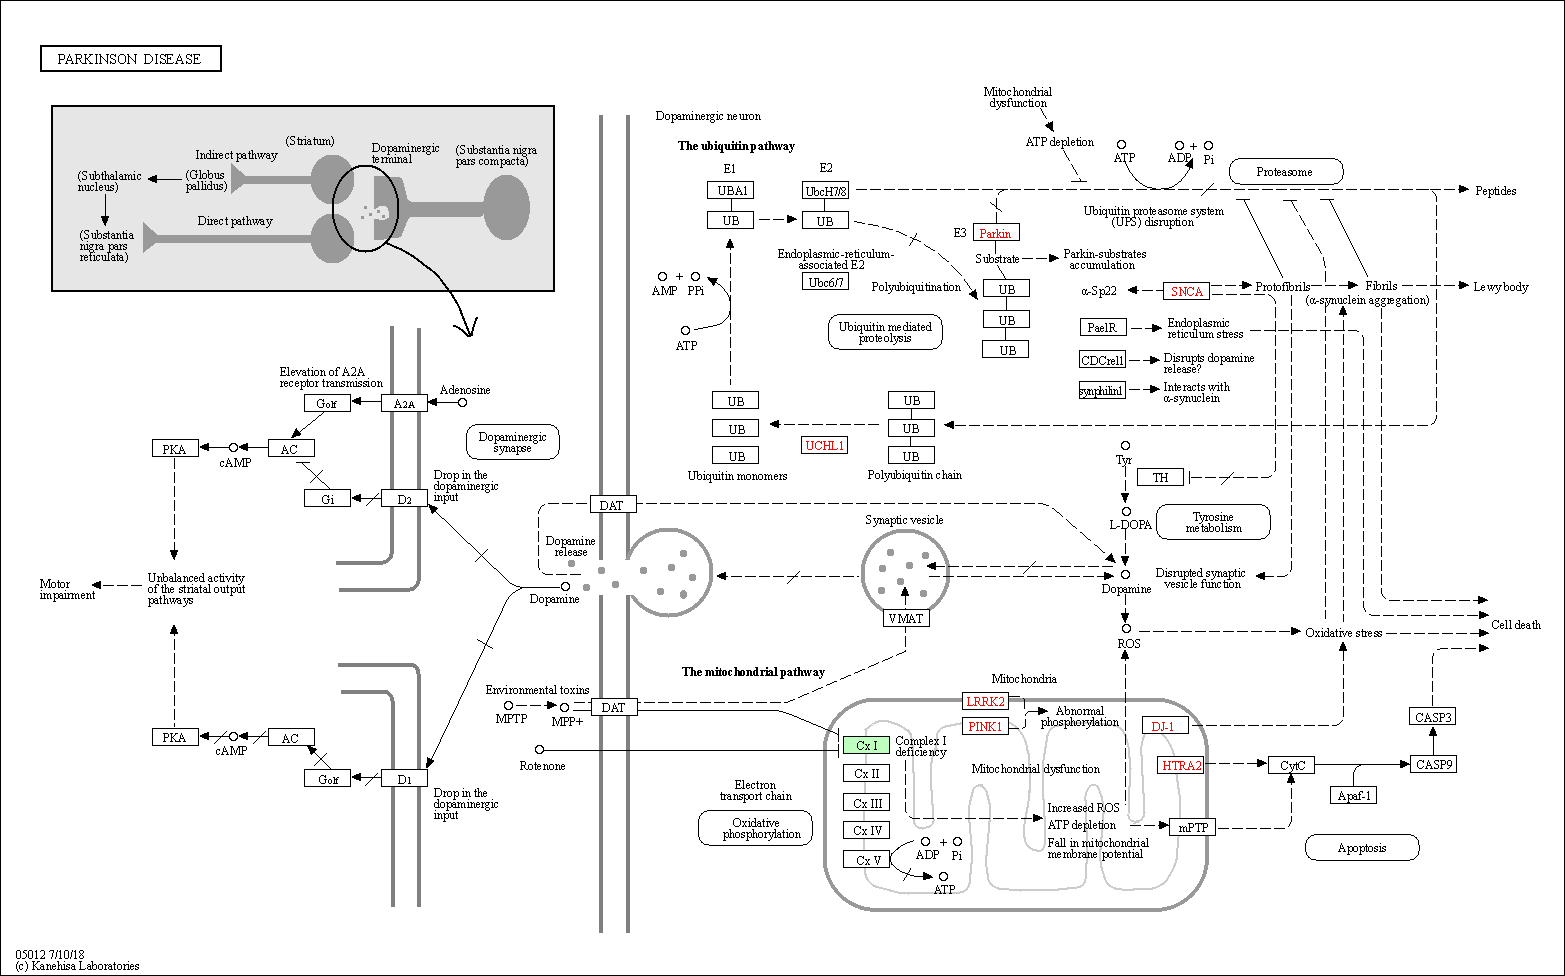 PARKINSON DISEASE
(Striatum)
Indirect pathway
Dopaminergic
terminal
(Substantia nigra
pars compacta)
(Subthalamic
nucleus)
(Globus
pallidus)
Direct pathway
(Substantia
nigra pars
reticulata)
Dopaminergic neuron
The ubiquitin pathway
E1
E2
UBA1
UbcH7/8
UB
UB
Mitochondrial
dysfunction
ATP depletion
ATP
ADP
+
Pi
Proteasome
Peptides
Ubiquitin proteasome system
(UPS) disruption
E3
Parkin
Endoplasmic-reticulum-
associated E2
Ubc6/7
Substrate
Parkin-substrates
accumulation
Polyubiquitination
UB
UB
UB
+
AMP
PPi
ATP
Ubiquitin mediated
proteolysis
α-Sp22
SNCA
Protofibrils
Fibrils
(α-synuclein aggregation)
Lewy body
PaelR
Endoplasmic
reticulum stress
CDCrel1
Disrupts dopamine
release?
synphilin1
Interacts with
α-synuclein
UB
UB
UB
Ubiquitin monomers
UCHL1
UB
UB
UB
Polyubiquitin chain
Elevation of A2A
receptor transmission
Golf
A2A
Adenosine
PKA
cAMP
AC
Dopaminergic
synapse
Gi
D2
Drop in the
dopaminergic
input
Tyr
TH
L-DOPA
Tyrosine
metabolism
DAT
Dopamine
release
Synaptic vesicle
Dopamine
Dopamine
Disrupted synaptic
vesicle function
VMAT
Motor
impairment
Unbalanced activity
of the striatal output
pathways
ROS
Oxidative stress
Cell death
The mitochondrial pathway
Environmental toxins
MPTP
MPP+
DAT
Rotenone
Mitochondria
LRRK2
PINK1
Abnormal
phosphorylation
DJ-1
HTRA2
CytC
CASP3
CASP9
Apaf-1
Apoptosis
Cx I
Complex I
deficiency
Cx II
Cx III
Cx IV
Cx V
Mitochondrial dysfunction
Increased ROS
ATP depletion
Fall in mitochondrial
membrane potential
mPTP
ADP
+
Pi
ATP
Electron
transport chain
Oxidative
phosphorylation
PKA
cAMP
AC
Golf
D1
Drop in the
dopaminergic
input
05012 7/10/18
(c) Kanehisa Laboratories